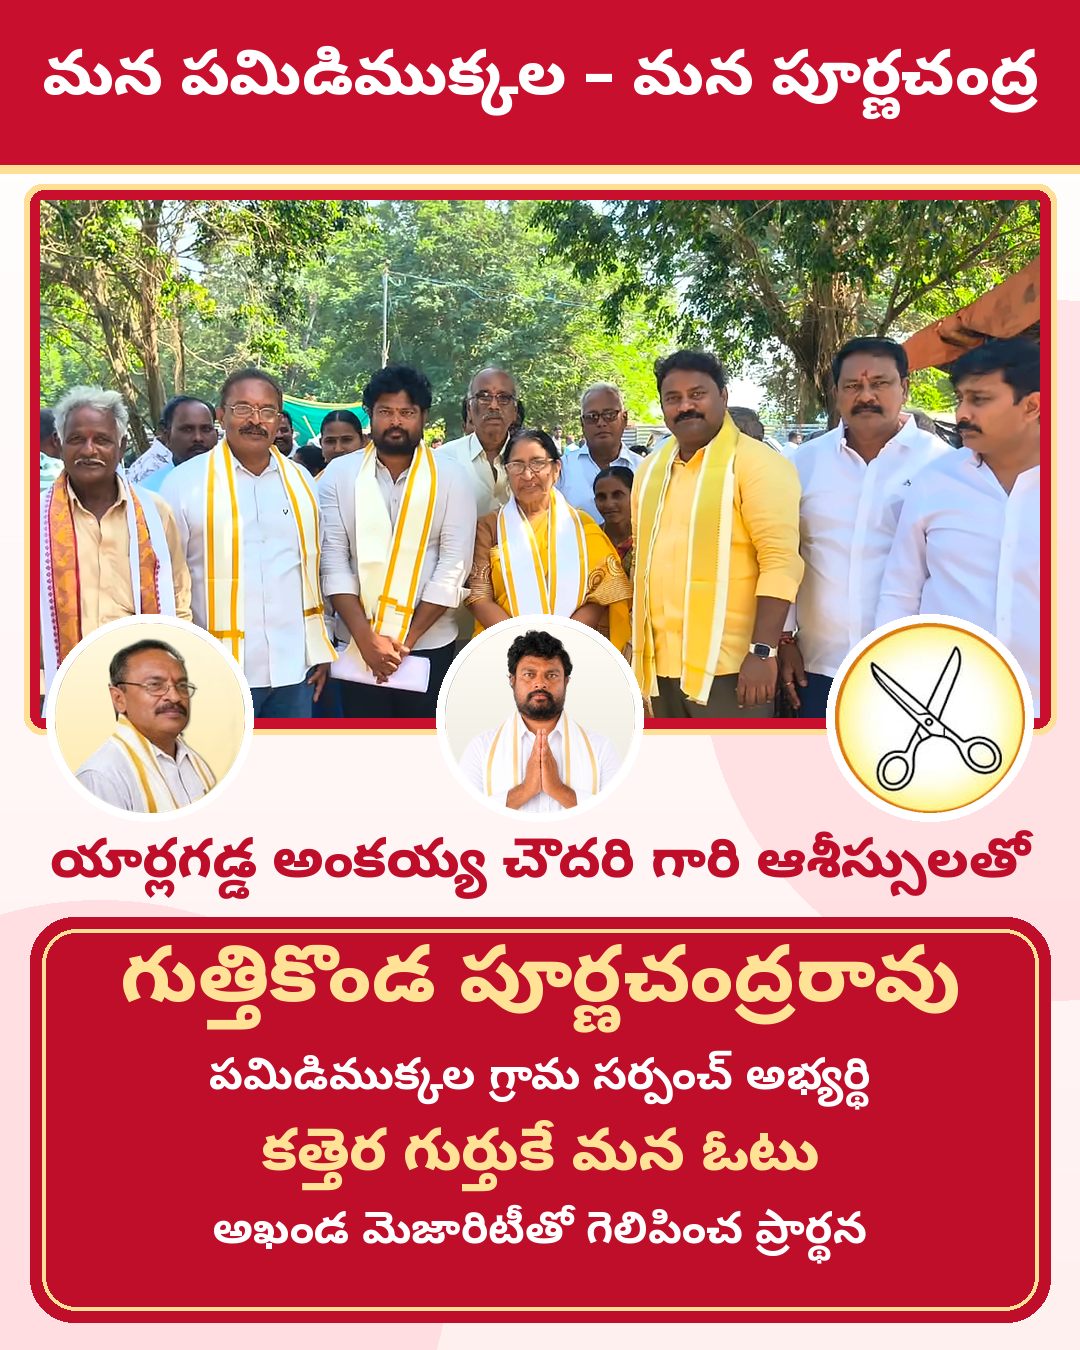 మన పమిడిముక్కల – మన పూర్ణచంద్ర
యార్లగడ్డ అంకయ్య చౌదరి గారి ఆశీస్సులతో
గుత్తికొండ పూర్ణచంద్రరావు
పమిడిముక్కల గ్రామ సర్పంచ్ అభ్యర్థి
కత్తెర గుర్తుకే మన ఓటు
అఖండ మెజారిటీతో గెలిపించ ప్రార్థన